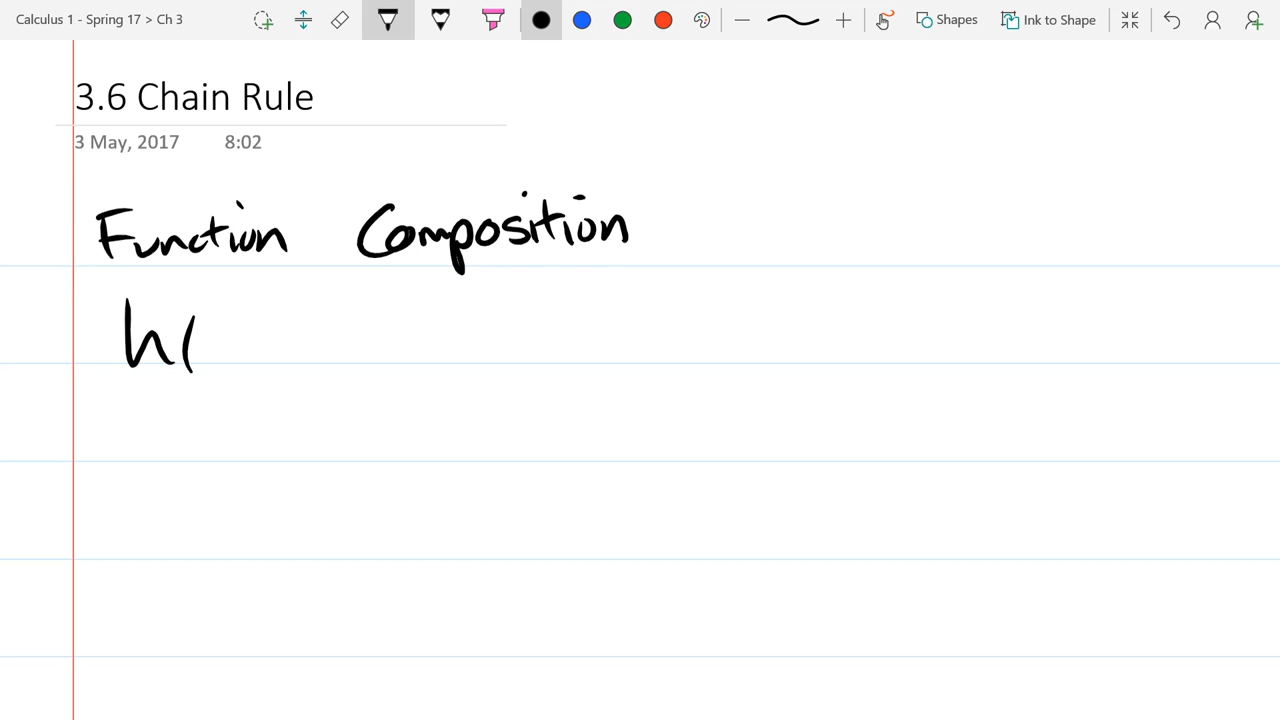 Calculus 1 - Spring 17 > Ch 3 Shapes Ink to Shape
3.6 Chain Rule
3 May, 2017 8:02
Function Composition
h(